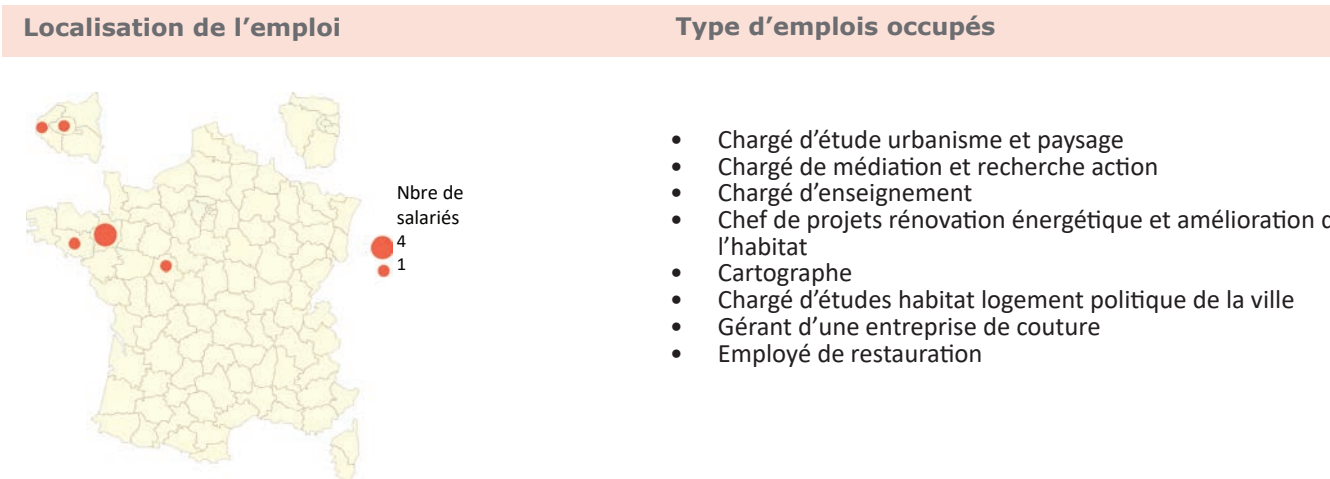 Localisation de l’emploi
Type d’emplois occupés
Nbre de
salariés
4
1
• Chargé d’étude urbanisme et paysage
• Chargé de médiation et recherche action
• Chargé d’enseignement
• Chef de projets rénovation énergétique et amélioration
l’habitat
• Cartographe
• Chargé d’études habitat logement politique de la ville
• Gérant d’une entreprise de couture
• Employé de restauration